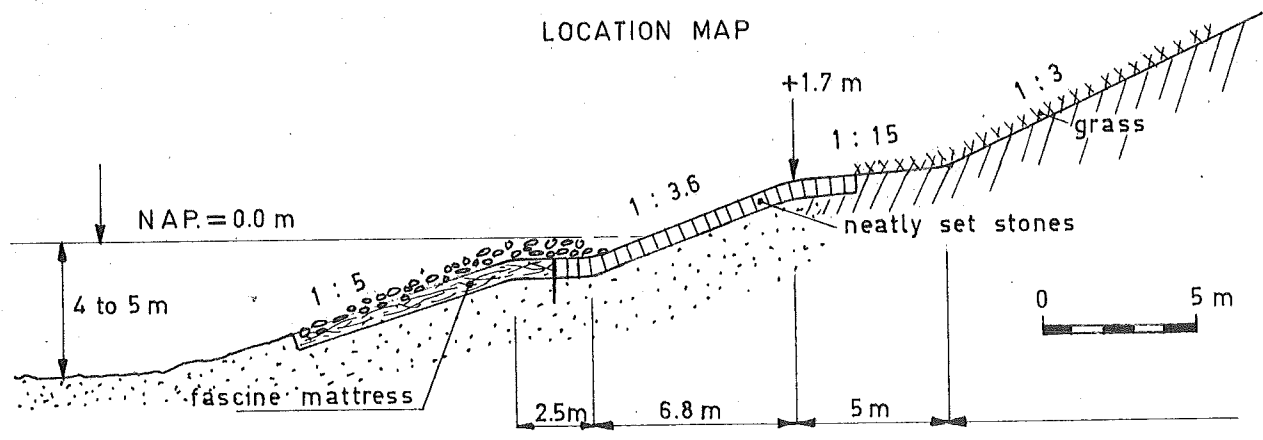 LOCATION MAP
+1.7 m
1 : 3
grass
1 : 15
1 : 3.6
N A.P. = 0.0 m
neatly set stones
1 : 5
4 to 5 m
0 5 m
fascine mattress
2.5m 6.8 m 5 m